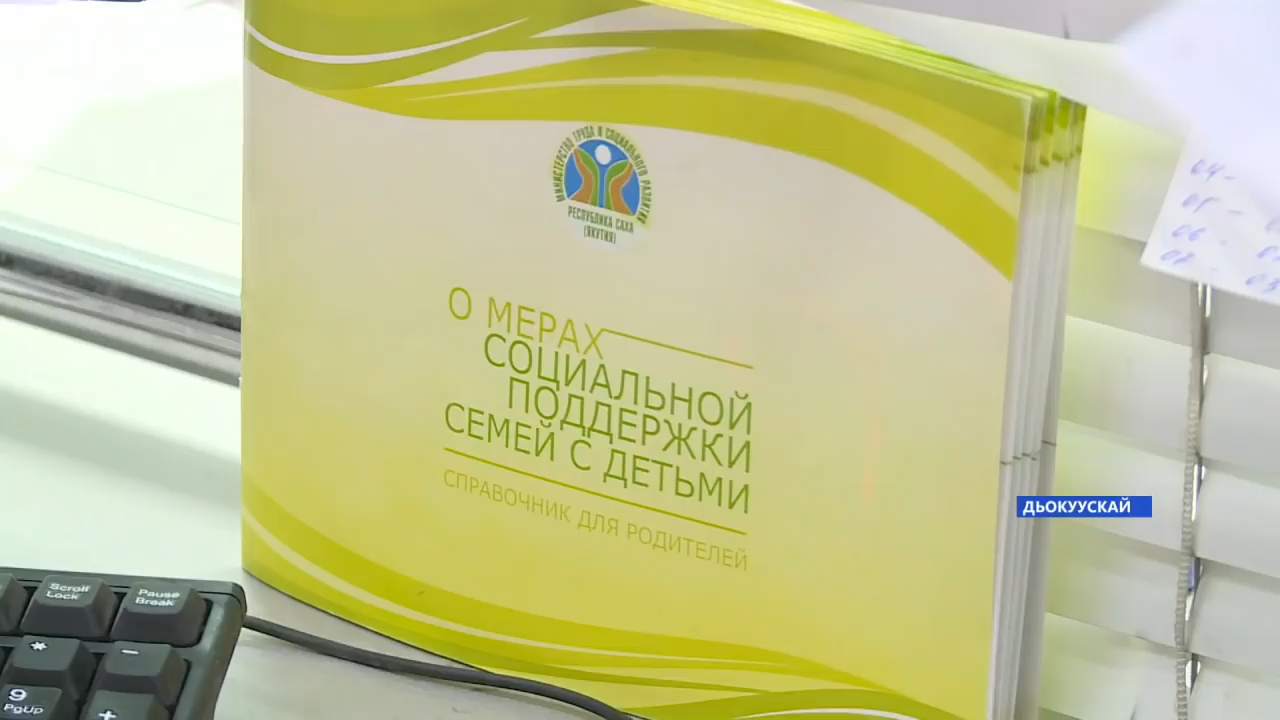 МИНИСТЕРСТВО ТРУДА И СОЦИАЛЬНОГО РАЗВИТИЯ
РЕСПУБЛИКА САХА
(ЯКУТИЯ)
О МЕРАХ
СОЦИАЛЬНОЙ
ПОДДЕРЖКИ
СЕМЕЙ С ДЕТЬМИ
СПРАВОЧНИК ДЛЯ РОДИТЕЛЕЙ
ДЬОКУУСКАЙ
Scroll
Lock
Pause
Break
*
-
9
PgUp
+